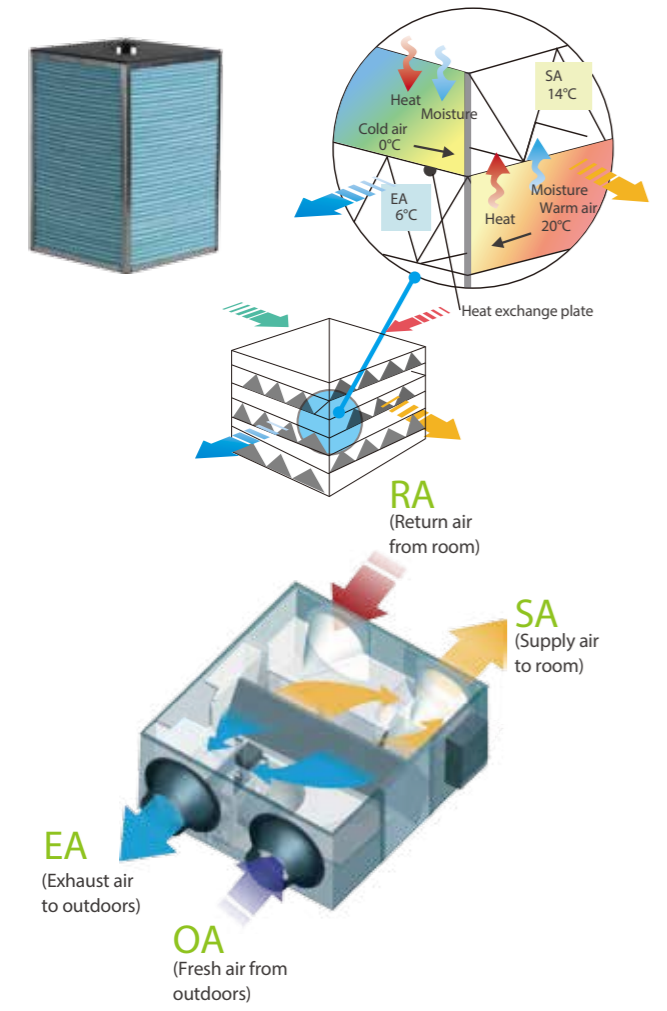 SA
14°C
Heat
Moisture
Cold air
0°C
EA
6°C
Moisture
Warm air
20°C
Heat
Heat exchange plate
RA
(Return air
from room)
SA
(Supply air
to room)
EA
(Exhaust air
to outdoors)
OA
(Fresh air from
outdoors)